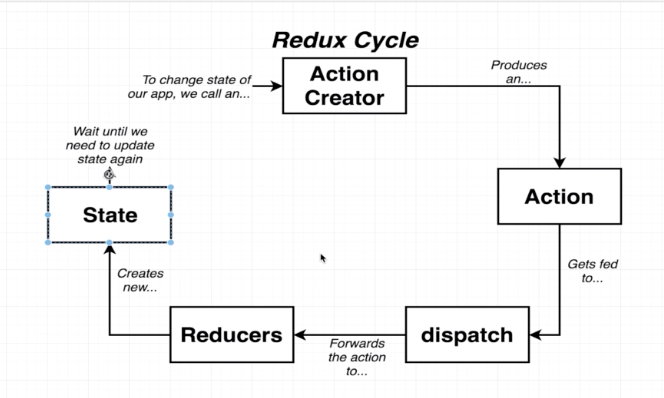 Redux Cycle
To change state of
our app, we call an...
Action
Creator
Produces
an...
Wait until we
need to update
state again
State
Action
Creates
new...
Gets fed
to...
Reducers
Forwards
the action
to...
dispatch